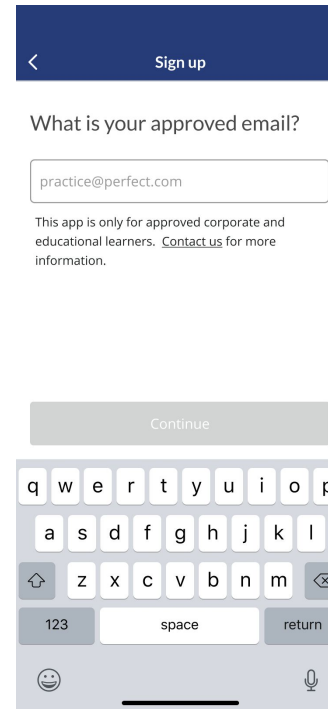 Sign up
What is your approved email?
practice@perfect.com
This app is only for approved corporate and
educational learners. Contact us for more
information.
Continue
q w e r t y u i o p
a s d f g h j k l
z x c v b n m
123 space return